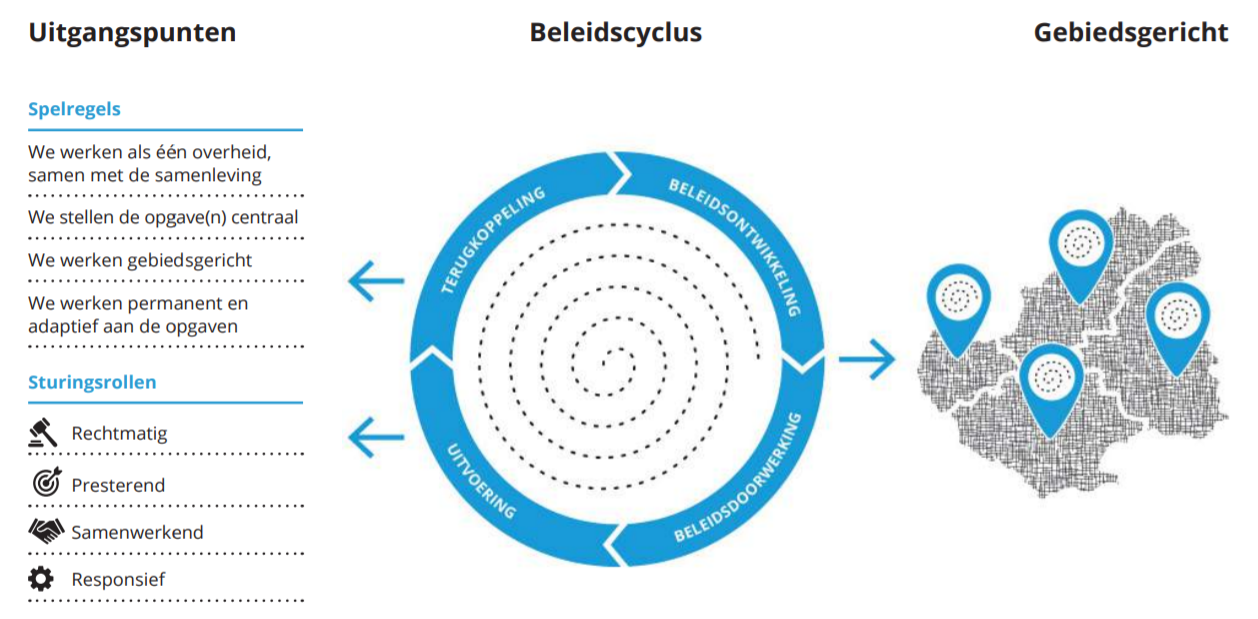 Uitgangspunten
Spelregels
We werken als één overheid,
samen met de samenleving
We stellen de opgave(n) centraal
We werken gebiedsgericht
We werken permanent en
adaptief aan de opgaven
Sturingsrollen
Rechtmatig
Presterend
Samenwerkend
Responsief
Beleidscyclus
TERUGKOPPELING
BELEIDSONTWIKKELING
BELEIDSDOORWERKING
UITVOERING
Gebiedsgericht